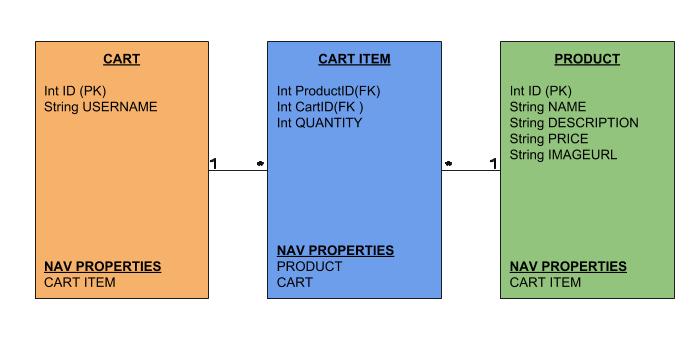 CART
Int ID (PK)
String USERNAME
NAV PROPERTIES
CART ITEM
1
*
CART ITEM
Int ProductID(FK)
Int CartID(FK )
Int QUANTITY
NAV PROPERTIES
PRODUCT
CART
*
1
PRODUCT
Int ID (PK)
String NAME
String DESCRIPTION
String PRICE
String IMAGEURL
NAV PROPERTIES
CART ITEM